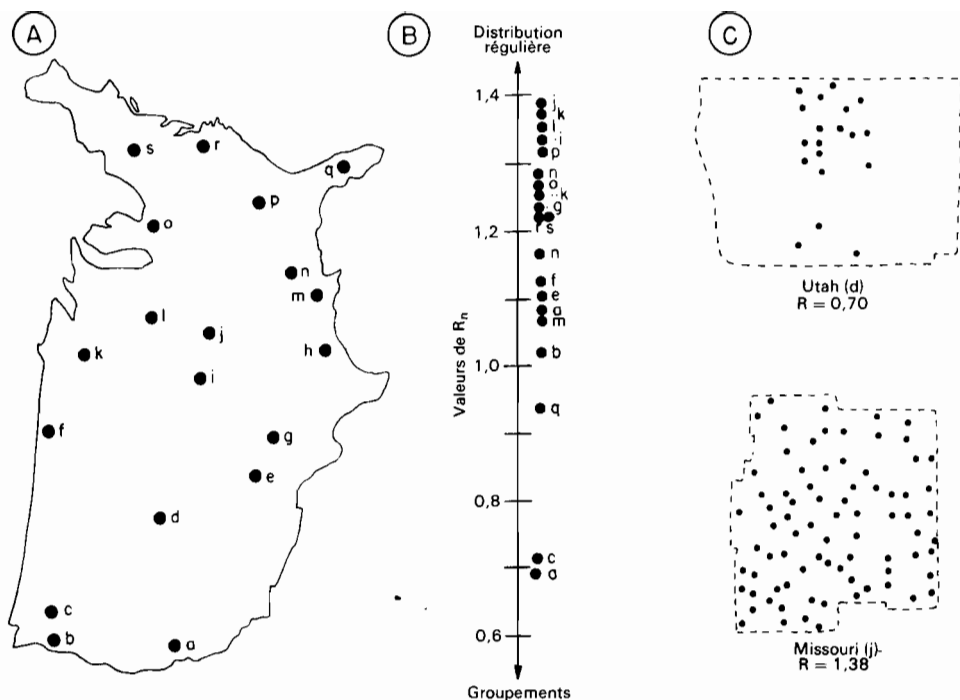 A
B
C
Distribution
régulière
s
r
q
p
o
n
m
l
j
k
h
i
f
g
e
d
c
b
a
1,4
1,2
1,0
0,8
0,6
Valeurs de Rₙ
j
k
l
i
p
n
o
k
g
r s
n
f
e
a
m
b
q
c
a
Groupements
Utah (d)
R = 0,70
Missouri (j)-
R = 1,38